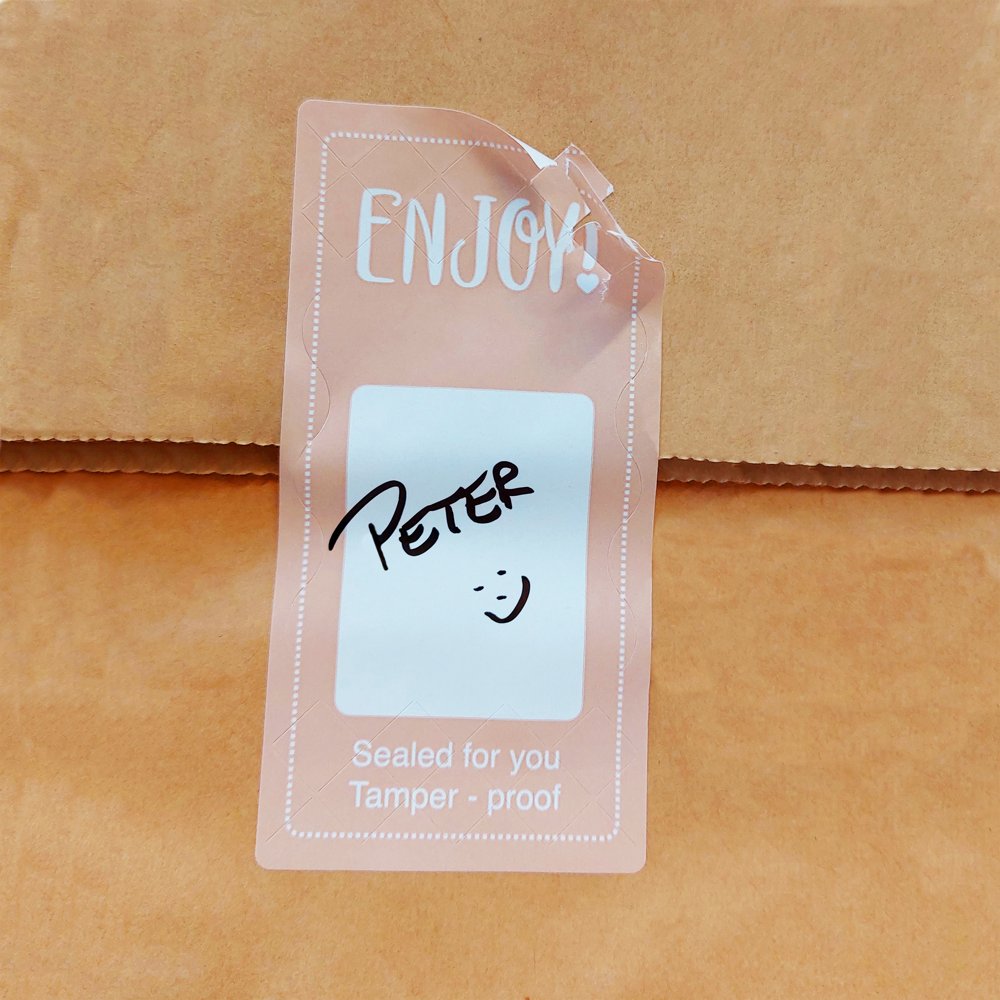 ENJOY!
PETER
Sealed for you
Tamper - proof